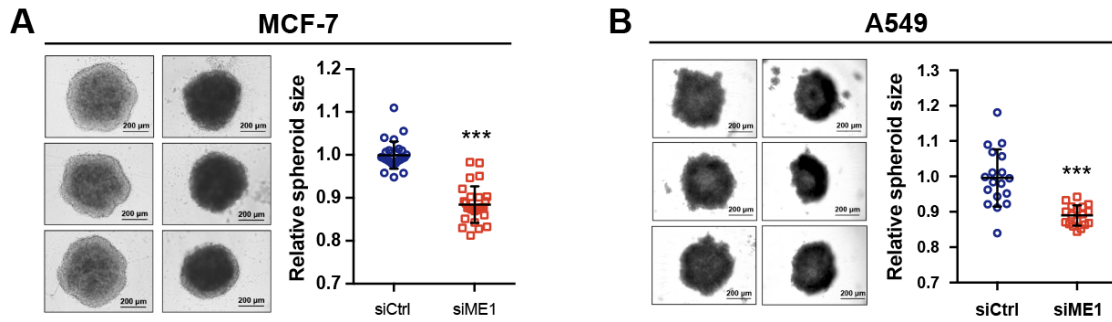 A
MCF-7
200 µm
200 µm
200 µm
200 µm
200 µm
200 µm
Relative spheroid size
1.2
1.1
1.0
0.9
0.8
0.7
***
siCtrl
siME1
B
A549
200 µm
200 µm
200 µm
200 µm
200 µm
200 µm
Relative spheroid size
1.3
1.2
1.1
1.0
0.9
0.8
0.7
***
siCtrl
siME1